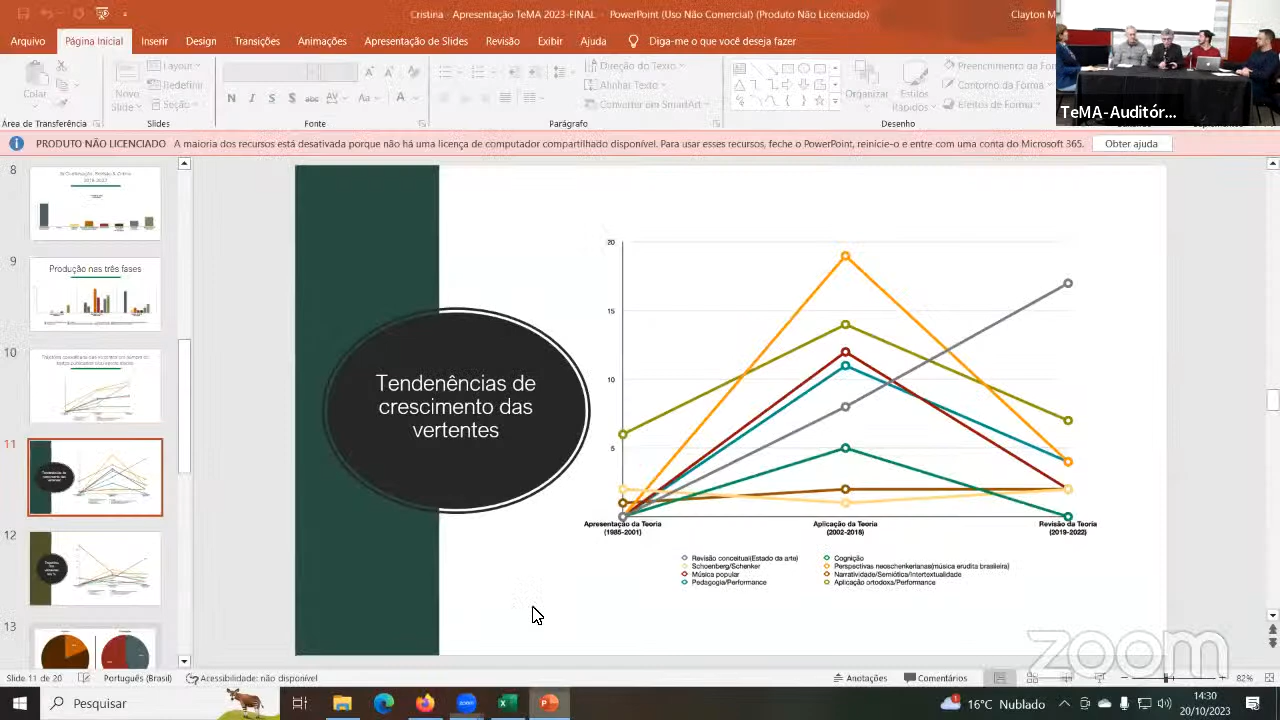 Cristina - Apresentação TeMA 2023-FINAL - PowerPoint (Uso Não Comercial) (Produto Não Licenciado)
Clayton M
Arquivo
Página Inicial
Inserir
Design
Transições
Animações
Apresentação de Slides
Revisão
Exibir
Ajuda
Diga-me o que você deseja fazer
Colar
Novo
Slide
Layout
Redefinir
Seção
N I S S abc
Direção do Texto
Alinhar Texto
Converter em SmartArt
Organizar
Estilos
Rápidos
Preenchimento da Forma
Contorno da Forma
Efeitos de Forma
Área de Transferência
Slides
Fonte
Parágrafo
Desenho
TeMA-Auditór...
PRODUTO NÃO LICENCIADO
A maioria dos recursos está desativada porque não há uma licença de computador compartilhado disponível. Para usar esses recursos, feche o PowerPoint, reinicie-o e entre com uma conta do Microsoft 365.
Obter ajuda
9
Produção nas três fases
10
11
13
Tendenências de
crescimento das
vertentes
20
15
10
5
Apresentação da Teoria
(1985-2001)
Aplicação da Teoria
(2002-2018)
Revisão da Teoria
(2019-2022)
Revisão conceitual(Estado da arte)
Schoenberg/Schenker
Música popular
Pedagogia/Performance
Cognição
Perspectivas neoschenkerianas(música erudita brasileira)
Narratividade/Semiótica/Intertextualidade
Aplicação ortodoxa/Performance
zoom
Slide 11 de 20
Português (Brasil)
Acessibilidade: não disponível
Anotações
Comentários
82%
Pesquisar
zoom
16°C Nublado
14:30
20/10/2023